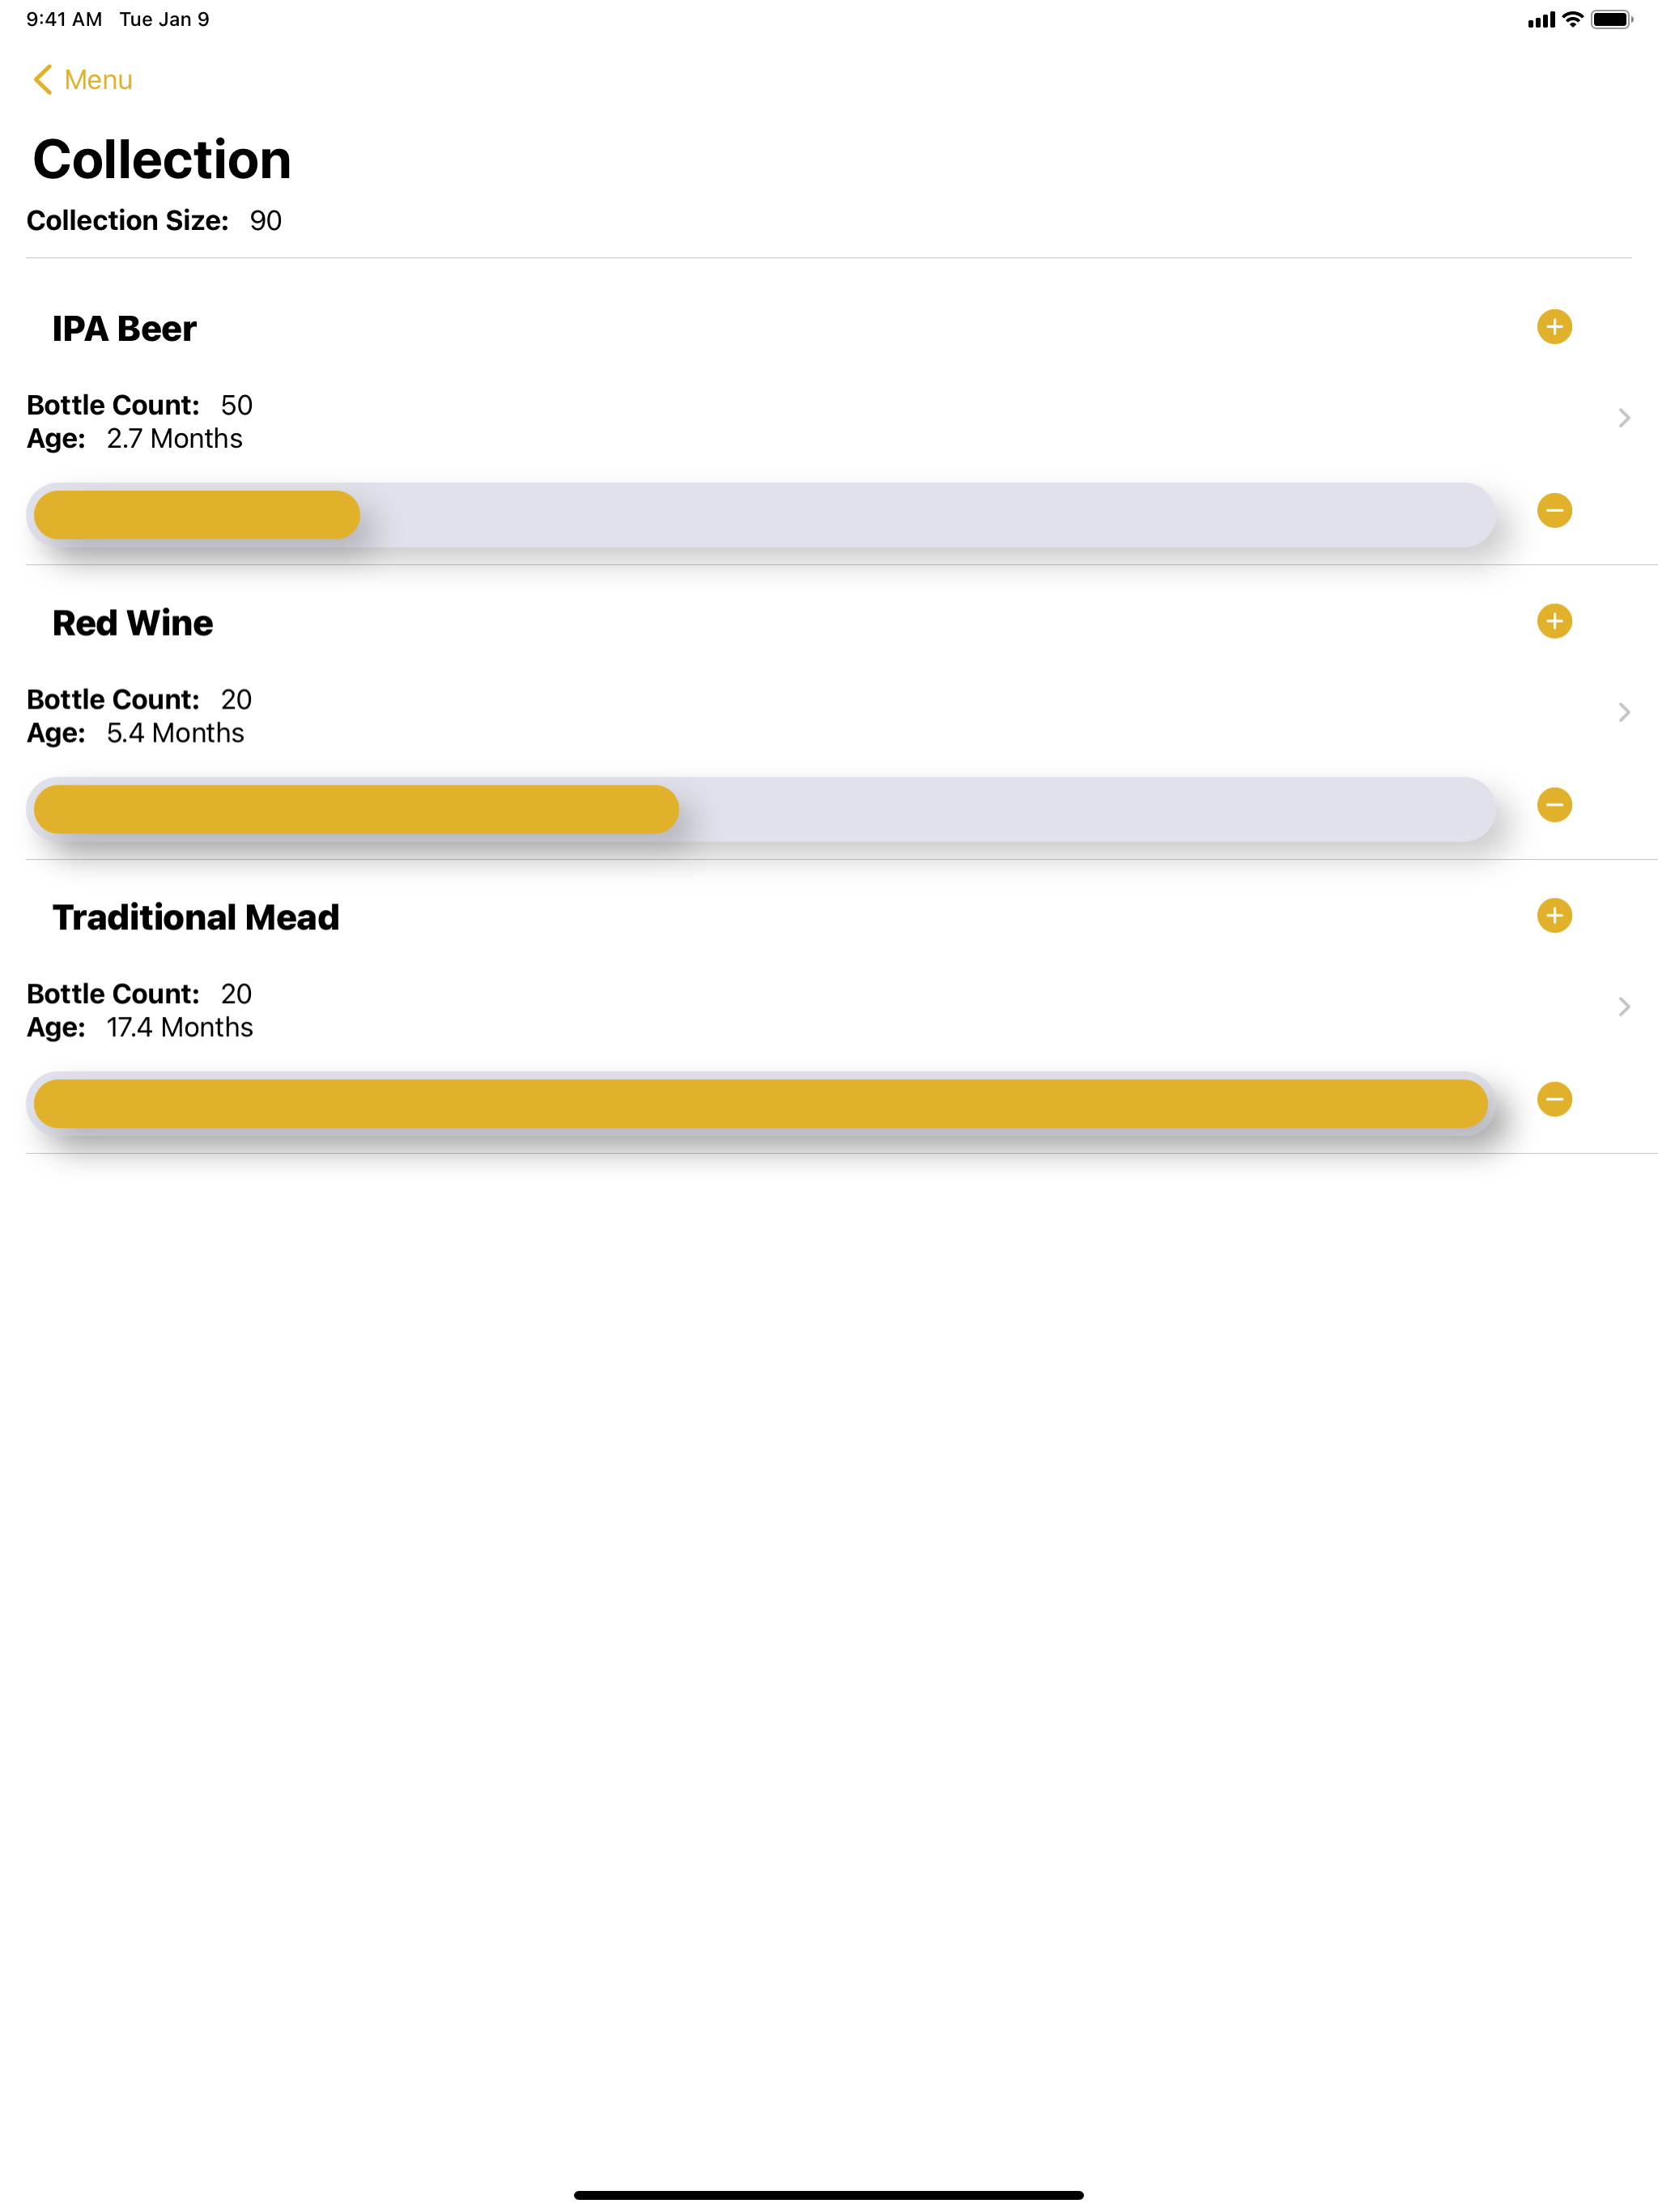 9:41 AM Tue Jan 9
Menu
Collection
Collection Size: 90
IPA Beer
Bottle Count: 50
Age: 2.7 Months
Red Wine
Bottle Count: 20
Age: 5.4 Months
Traditional Mead
Bottle Count: 20
Age: 17.4 Months